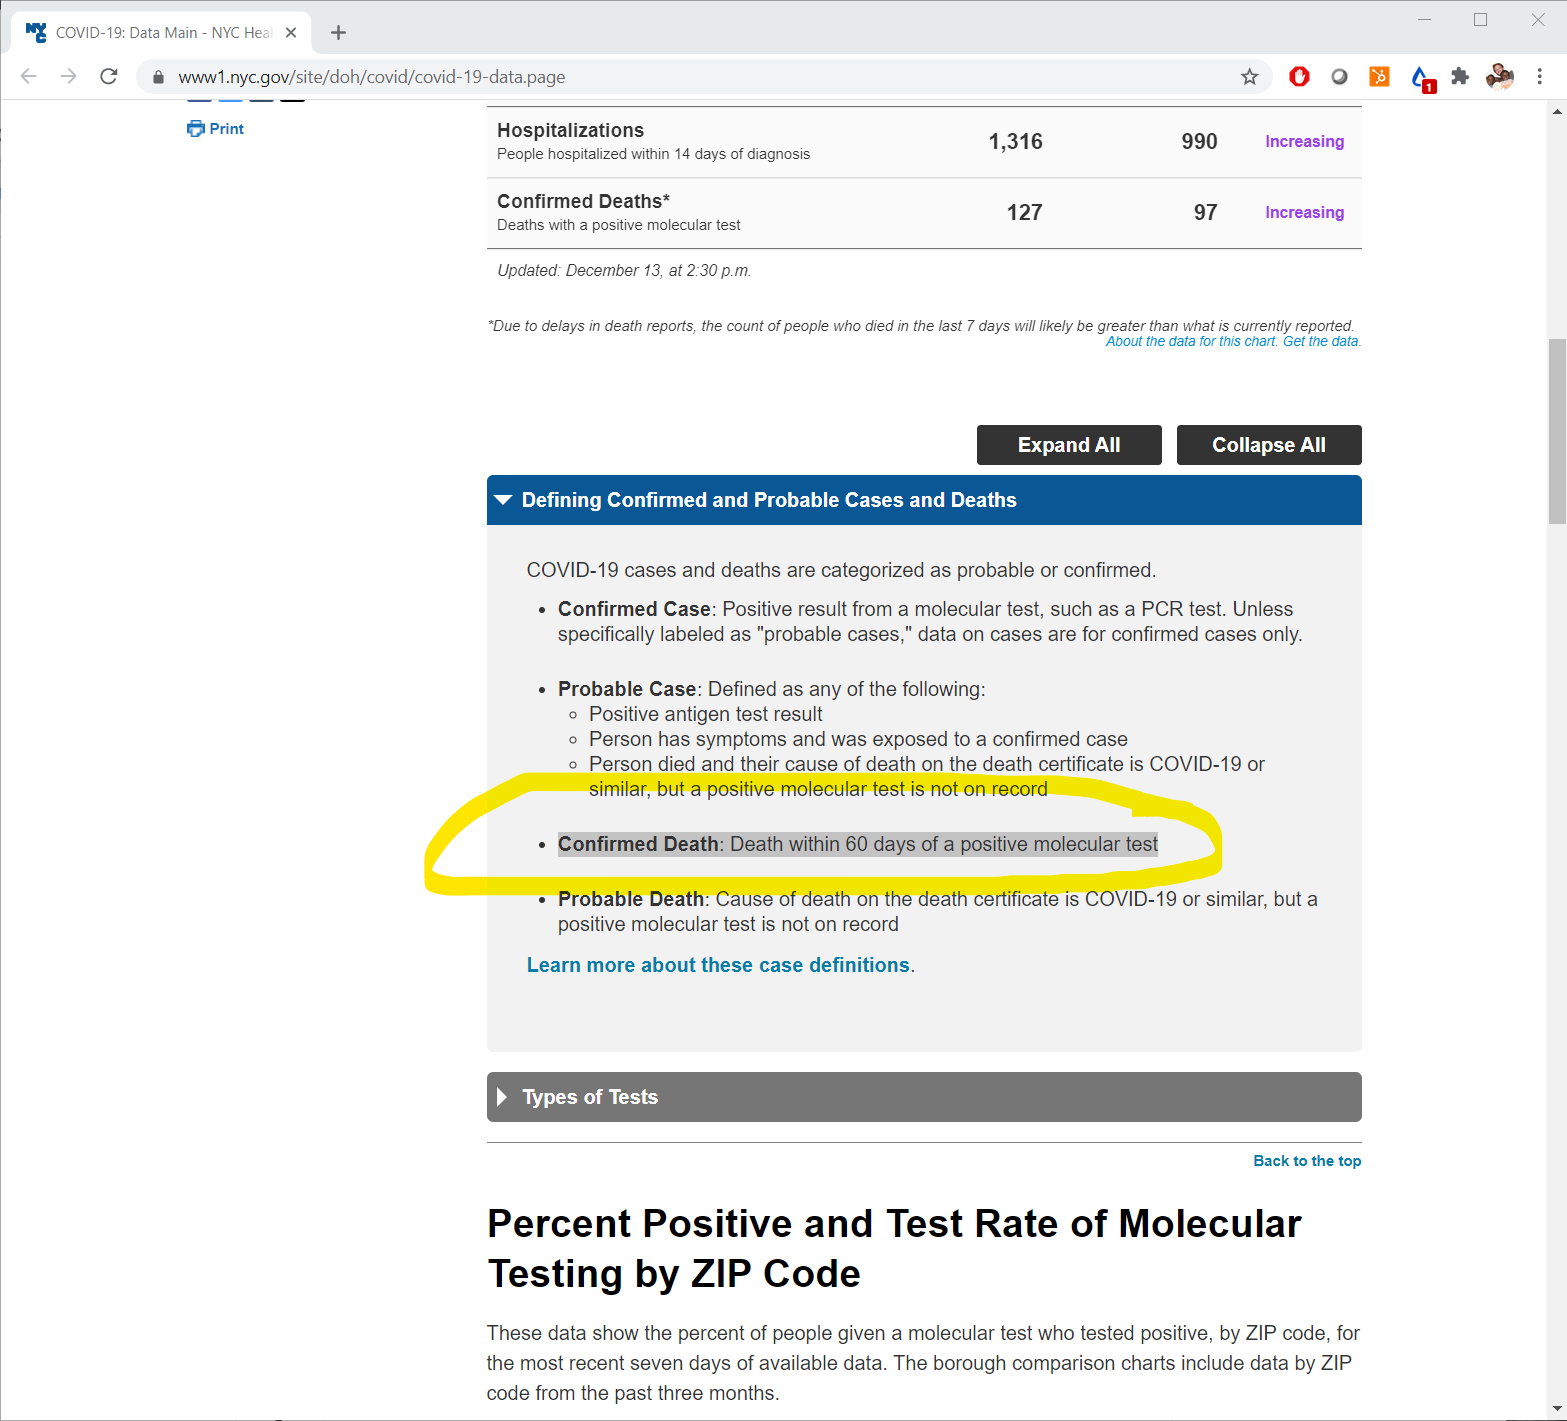 COVID-19: Data Main - NYC Heal
www1.nyc.gov/site/doh/covid/covid-19-data.page
1
Print
Hospitalizations 1,316 990 Increasing
People hospitalized within 14 days of diagnosis
Confirmed Deaths* 127 97 Increasing
Deaths with a positive molecular test
Updated: December 13, at 2:30 p.m.
*Due to delays in death reports, the count of people who died in the last 7 days will likely be greater than what is currently reported.
About the data for this chart. Get the data.
Expand All Collapse All
Defining Confirmed and Probable Cases and Deaths
COVID-19 cases and deaths are categorized as probable or confirmed.
• Confirmed Case: Positive result from a molecular test, such as a PCR test. Unless
specifically labeled as "probable cases," data on cases are for confirmed cases only.
• Probable Case: Defined as any of the following:
○ Positive antigen test result
○ Person has symptoms and was exposed to a confirmed case
○ Person died and their cause of death on the death certificate is COVID-19 or
similar, but a positive molecular test is not on record
• Confirmed Death: Death within 60 days of a positive molecular test
• Probable Death: Cause of death on the death certificate is COVID-19 or similar, but a
positive molecular test is not on record
Learn more about these case definitions.
Types of Tests
Back to the top
Percent Positive and Test Rate of Molecular
Testing by ZIP Code
These data show the percent of people given a molecular test who tested positive, by ZIP code, for
the most recent seven days of available data. The borough comparison charts include data by ZIP
code from the past three months.